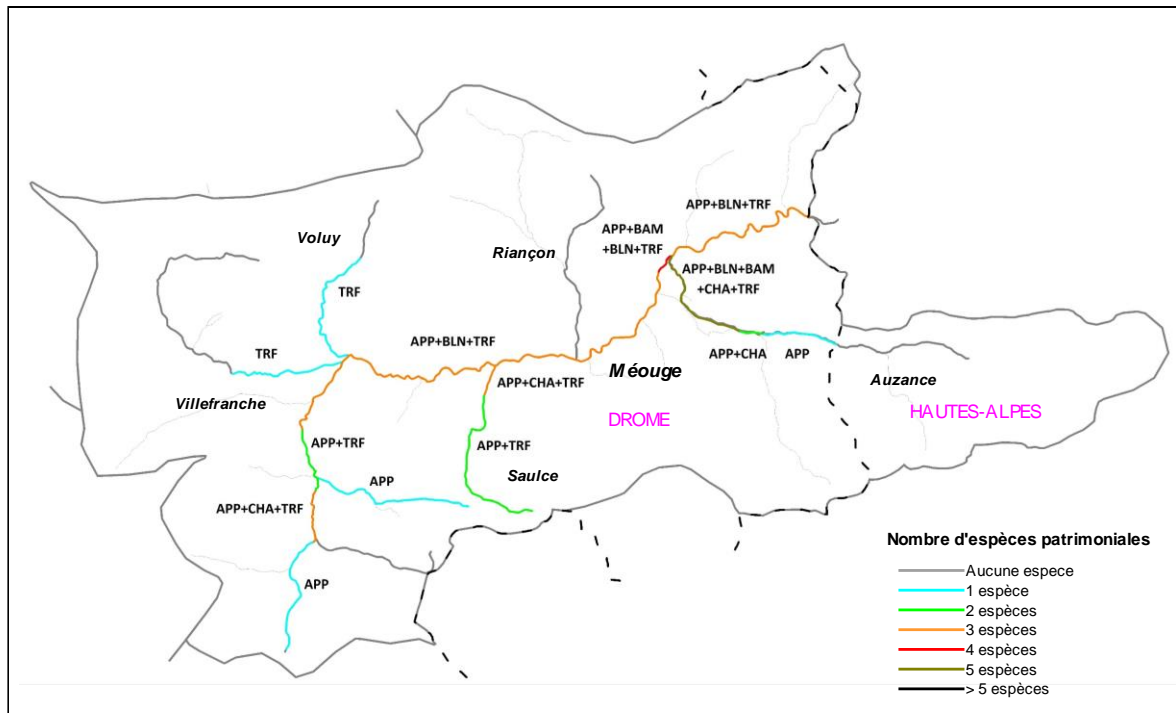 APP+BLN+TRF
APP+BAM
+BLN+TRF
Voluy
Riançon
APP+BLN+BAM
+CHA+TRF
TRF
APP+BLN+TRF
TRF
APP+CHA
APP
APP+CHA+TRF
Méouge
Auzance
Villefranche
DROME
HAUTES-ALPES
APP+TRF
APP+TRF
Saulce
APP
APP+CHA+TRF
APP
Nombre d'espèces patrimoniales
Aucune espece
1 espèce
2 espèces
3 espèces
4 espèces
5 espèces
> 5 espèces